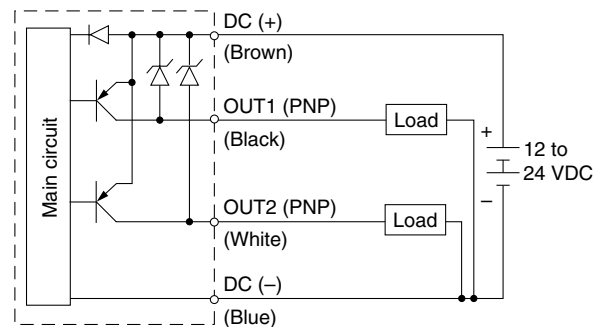 DC (+)
(Brown)
Main circuit
OUT1 (PNP)
(Black)
Load
+
12 to
24 VDC
–
OUT2 (PNP)
(White)
Load
DC (–)
(Blue)